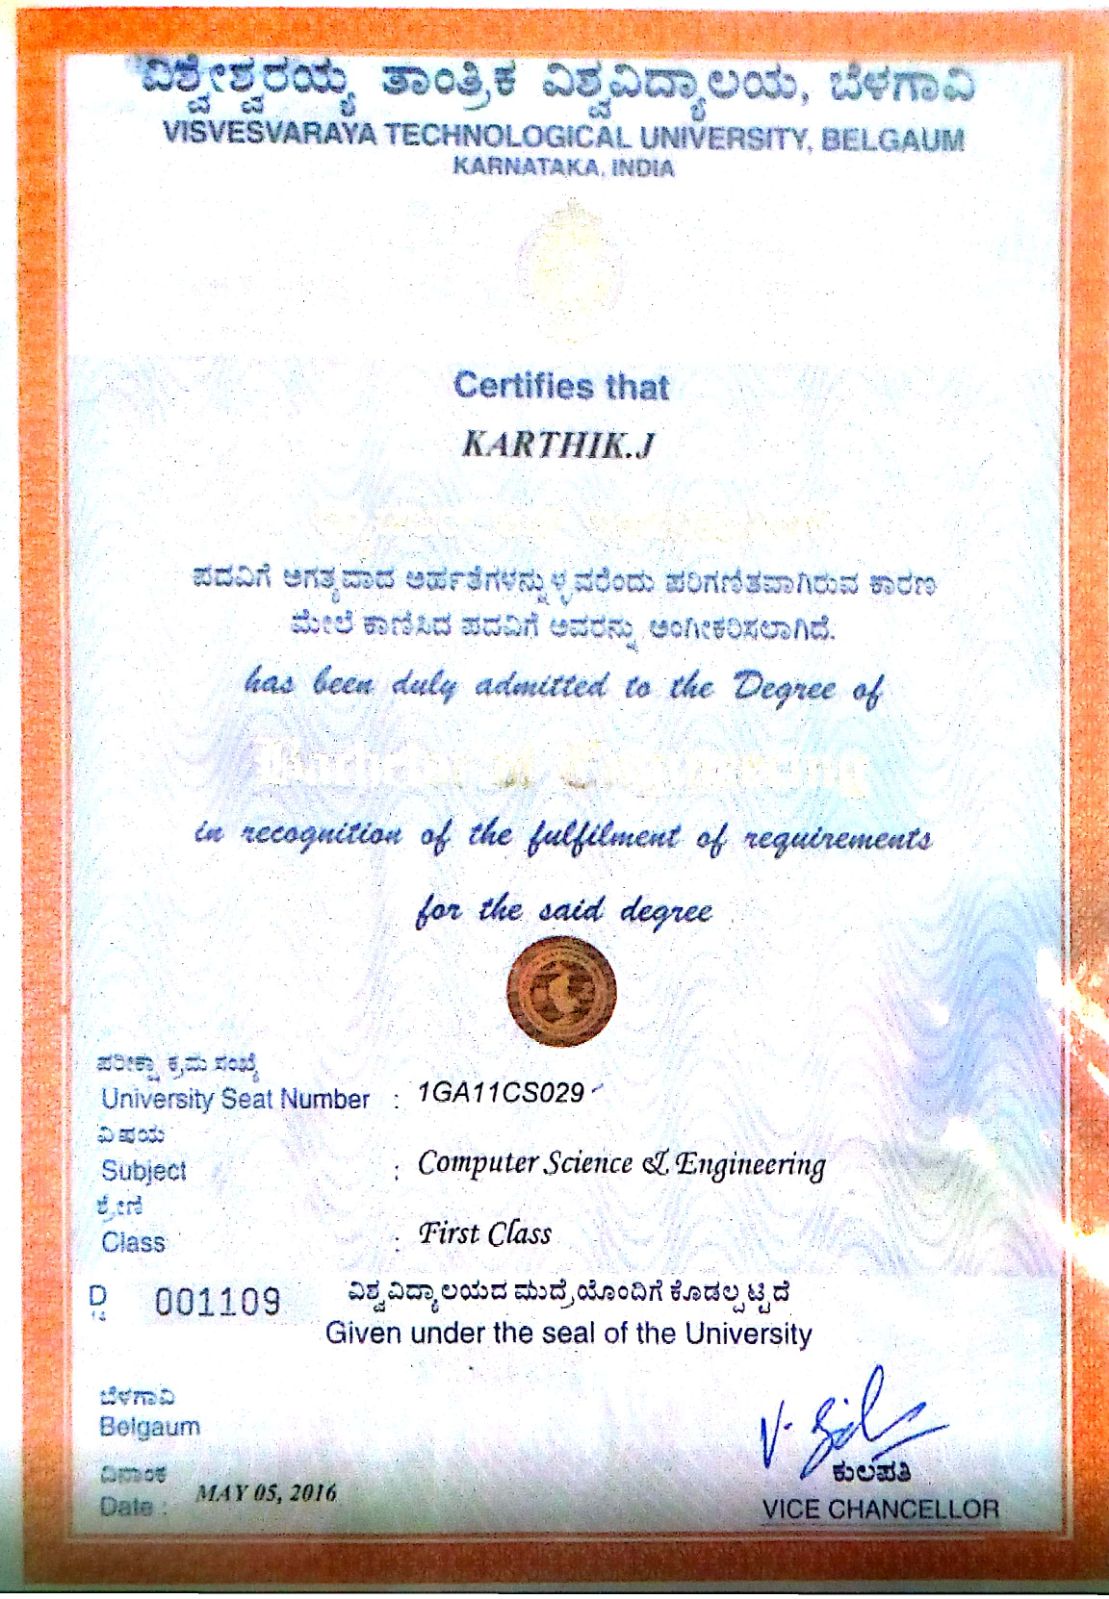 ವಿಶ್ವೇಶ್ವರಯ್ಯ ತಾಂತ್ರಿಕ ವಿಶ್ವವಿದ್ಯಾಲಯ, ಬೆಳಗಾವಿ
VISVESVARAYA TECHNOLOGICAL UNIVERSITY, BELGAUM
KARNATAKA, INDIA
Certifies that
KARTHIK.J
ಪದವಿಗೆ ಅಗತ್ಯವಾದ ಅರ್ಹತೆಗಳನ್ನುಳ್ಳವರೆಂದು ಪರಿಗಣಿತವಾಗಿರುವ ಕಾರಣ
ಮೇಲೆ ಕಾಣಿಸಿದ ಪದವಿಗೆ ಅವರನ್ನು ಅಂಗೀಕರಿಸಲಾಗಿದೆ.
has been duly admitted to the Degree of
Bachelor of Engineering
in recognition of the fulfilment of requirements
for the said degree
ಪರೀಕ್ಷಾ ಕ್ರಮ ಸಂಖ್ಯೆ
University Seat Number : 1GA11CS029
ವಿಷಯ
Subject : Computer Science & Engineering
ಶ್ರೇಣಿ
Class : First Class
D 001109 ವಿಶ್ವವಿದ್ಯಾಲಯದ ಮುದ್ರೆಯೊಂದಿಗೆ ಕೊಡಲ್ಪಟ್ಟಿದೆ
Given under the seal of the University
ಬೆಳಗಾವಿ
Belgaum
ದಿನಾಂಕ
Date : MAY 05, 2016
ಕುಲಪತಿ
VICE CHANCELLOR